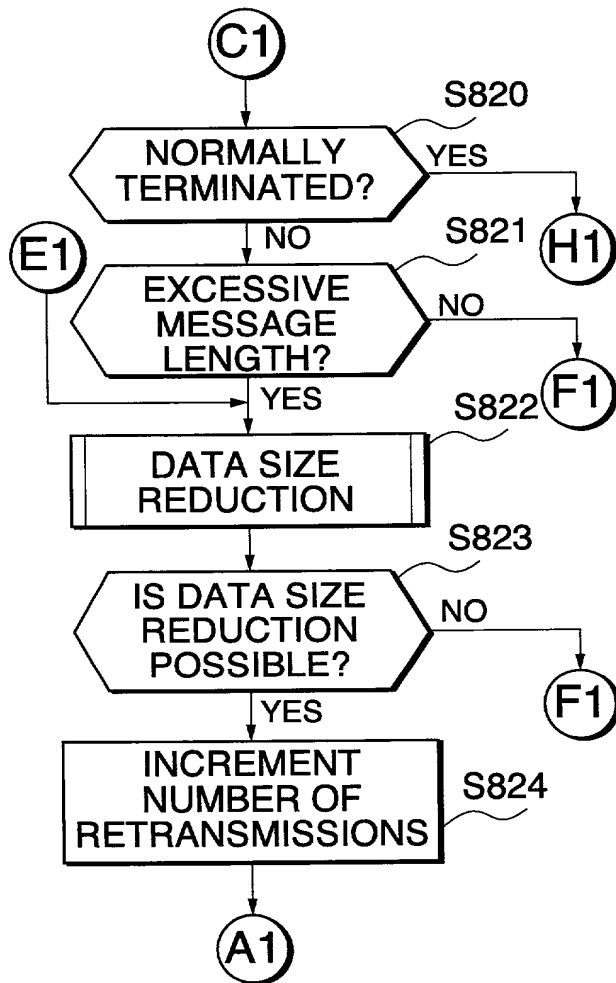 C1
S820
NORMALLY
TERMINATED?
YES
H1
NO
E1
S821
EXCESSIVE
MESSAGE
LENGTH?
NO
F1
YES
S822
DATA SIZE
REDUCTION
S823
IS DATA SIZE
REDUCTION
POSSIBLE?
NO
F1
YES
INCREMENT
NUMBER OF
RETRANSMISSIONS
S824
A1